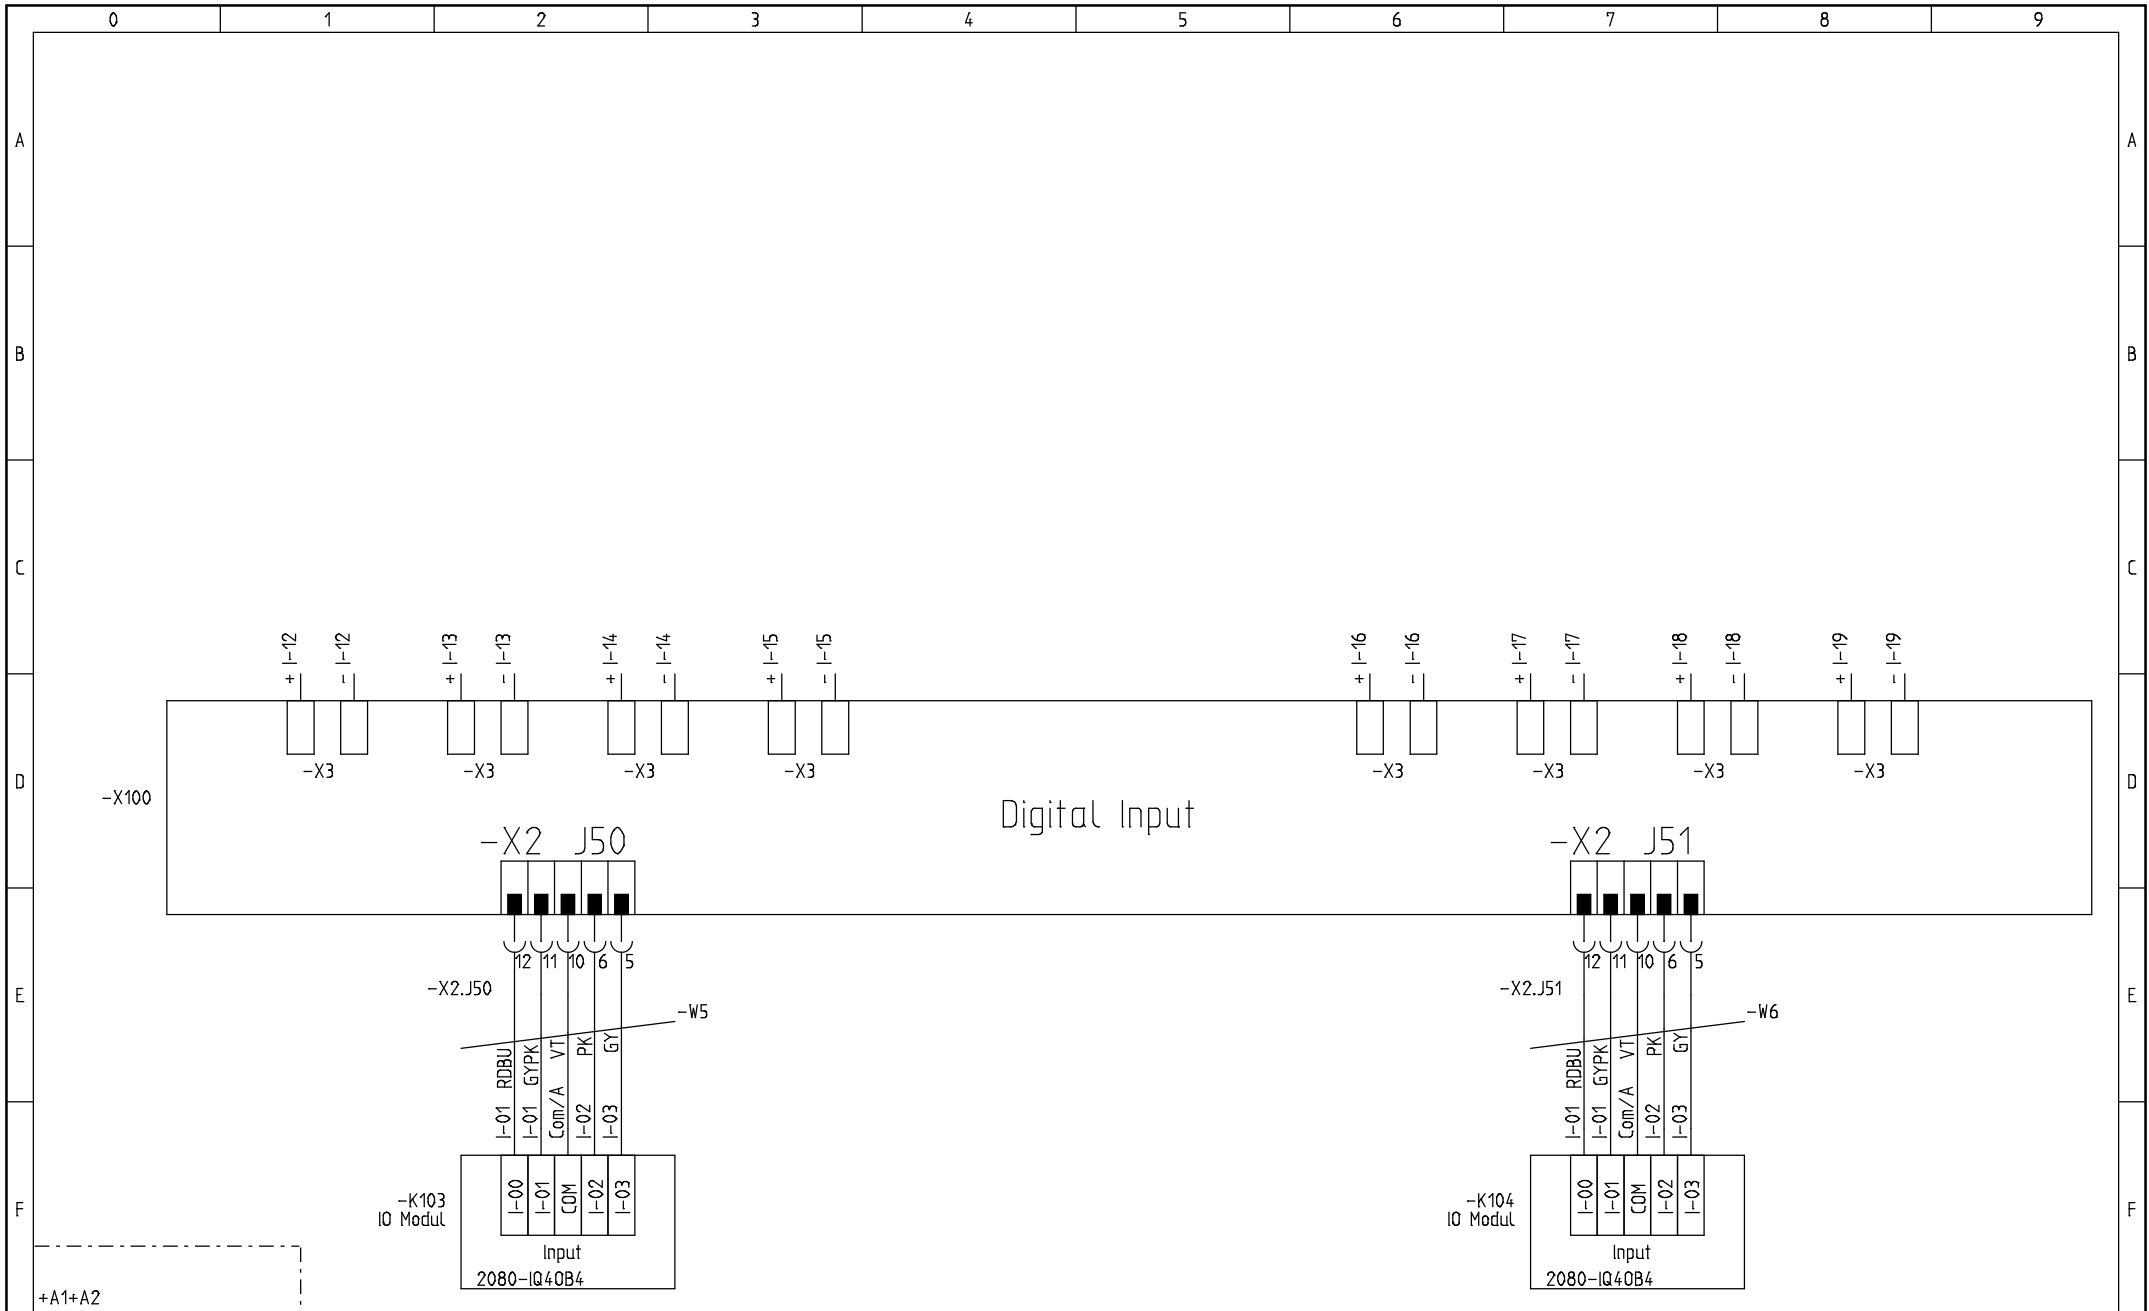 0 1 2 3 4 5 6 7 8 9
A A
B B
C C
+ I-12 - I-12 + I-13 - I-13 + I-14 - I-14 + I-15 - I-15 + I-16 - I-16 + I-17 - I-17 + I-18 - I-18 + I-19 - I-19
-X3 -X3 -X3 -X3 -X3 -X3 -X3 -X3
D D
-X100
Digital Input
-X2 J50 -X2 J51
12 11 10 6 5 12 11 10 6 5
-X2.J50 -X2.J51
E E
-W5 -W6
RDBU GYPK VT PK GY RDBU GYPK VT PK GY
I-01 I-01 Com/A I-02 I-03 I-01 I-01 Com/A I-02 I-03
I-00 I-01 COM I-02 I-03 I-00 I-01 COM I-02 I-03
-K103 -K104
IO Modul IO Modul
F F
Input Input
2080-IQ4OB4 2080-IQ4OB4
+A1+A2